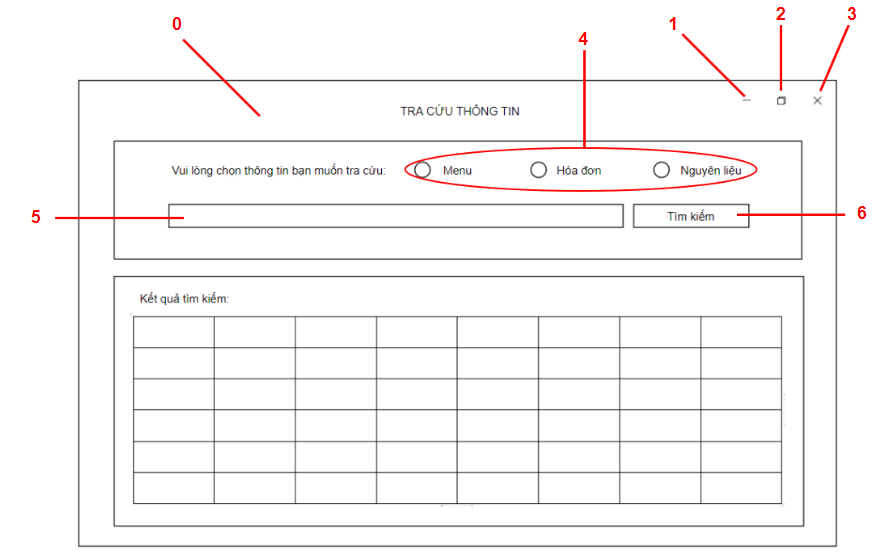 0
1
2
3
4
TRA CỨU THÔNG TIN
Vui lòng chọn thông tin bạn muốn tra cứu: Menu Hóa đơn Nguyên liệu
5
Tìm kiếm
6
Kết quả tìm kiếm: